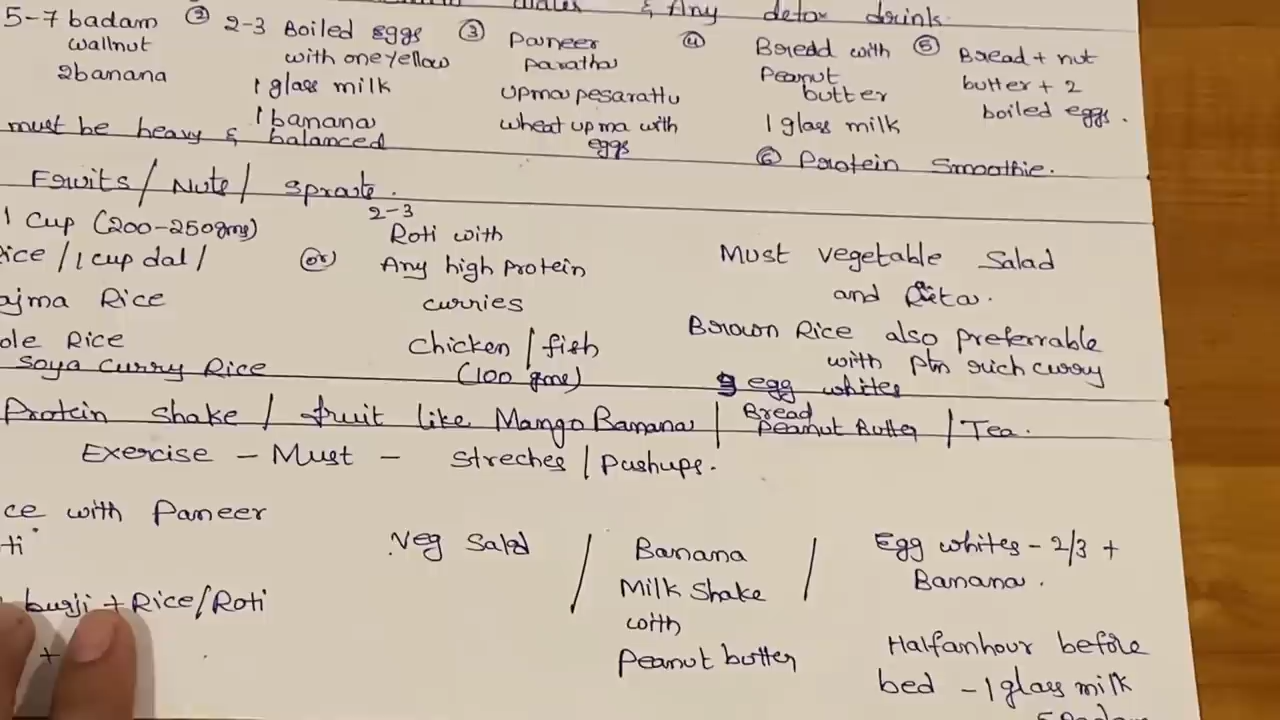 water & Any detox drink
5-7 badam
wallnut
2banana
② 2-3 Boiled eggs
with one yellow
1 glass milk
1 banana
③ Paneer
paratha
upma pesarattu
wheat upma with
eggs
④ Boredd with
Peanut
butter
1 glass milk
⑤ Bread + nut
butter + 2
boiled eggs.
⑥ Protein Smoothie.
must be heavy & balanced
Fruits/ Nuts/ sprouts.
1 cup (200-250gms)
ice / 1 cup dal /
ajma Rice
ole Rice
Soya Curry Rice
(or)
2-3
Roti with
Any high protein
curries
chicken / fish
(100 gms)
Must vegetable Salad
and Raita.
Brown Rice also preferrable
with ptn rich curry
egg whites
Protein shake / fruit like Mango Banana / Bread Peanut Butter / Tea.
Exercise - Must - streches / Pushups.
ce with Paneer
ti
burji + Rice/Roti
+
Veg Salad /
Banana
Milk Shake
with
Peanut butter
/ Egg whites - 2/3 +
Banana.
Halfanhour before
bed - 1 glass milk